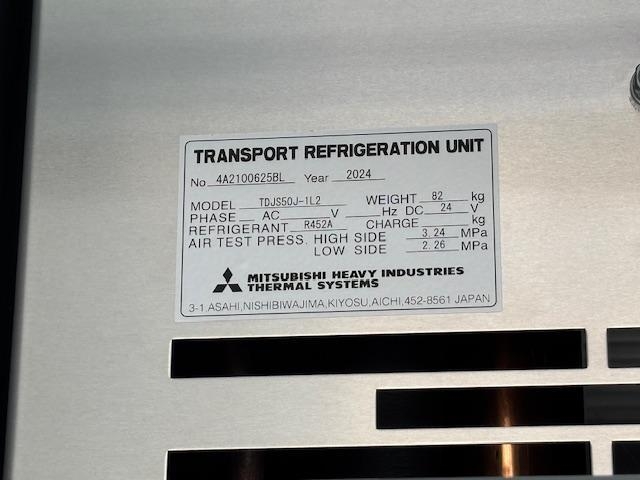 TRANSPORT REFRIGERATION UNIT
No. 4A2100625BL Year 2024
MODEL TDJS50J-1L2 WEIGHT 82 kg
PHASE AC V Hz DC 24 V
REFRIGERANT R452A CHARGE kg
AIR TEST PRESS. HIGH SIDE 3.24 MPa
LOW SIDE 2.26 MPa
MITSUBISHI HEAVY INDUSTRIES
THERMAL SYSTEMS
3-1,ASAHI,NISHIBIWAJIMA,KIYOSU,AICHI,452-8561 JAPAN